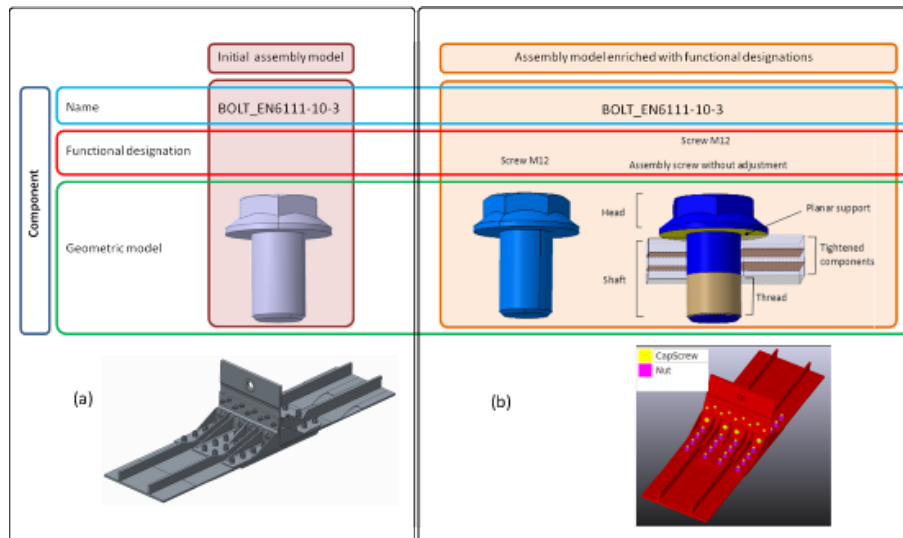 Initial assembly model
Assembly model enriched with functional designations
Component
Name
BOLT_EN6111-10-3
BOLT_EN6111-10-3
Functional designation
Screw M12
Screw M12
Assembly screw without adjustment
Geometric model
Head
Shaft
Planar support
Tightened
components
Thread
(a)
(b)
CapScrew
Nut